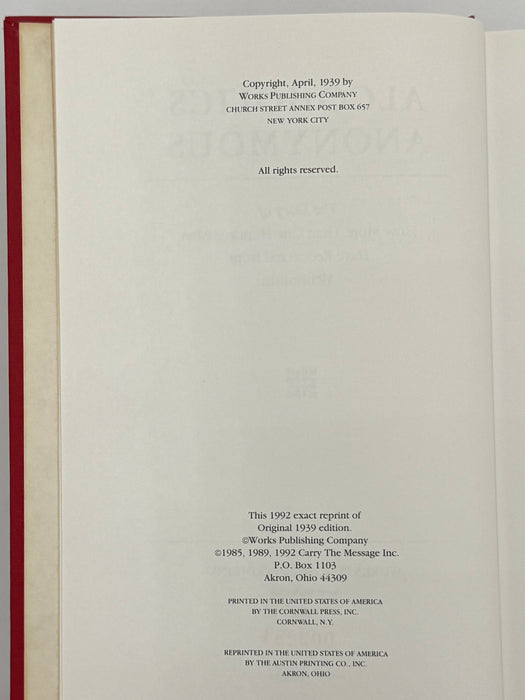 Copyright, April, 1939 by
WORKS PUBLISHING COMPANY
CHURCH STREET ANNEX POST BOX 657
NEW YORK CITY
All rights reserved.
This 1992 exact reprint of
Original 1939 edition.
©Works Publishing Company
©1985, 1989, 1992 Carry The Message Inc.
P.O. Box 1103
Akron, Ohio 44309
PRINTED IN THE UNITED STATES OF AMERICA
BY THE CORNWALL PRESS, INC.
CORNWALL, N.Y.
REPRINTED IN THE UNITED STATES OF AMERICA
BY THE AUSTIN PRINTING CO., INC.
AKRON, OHIO